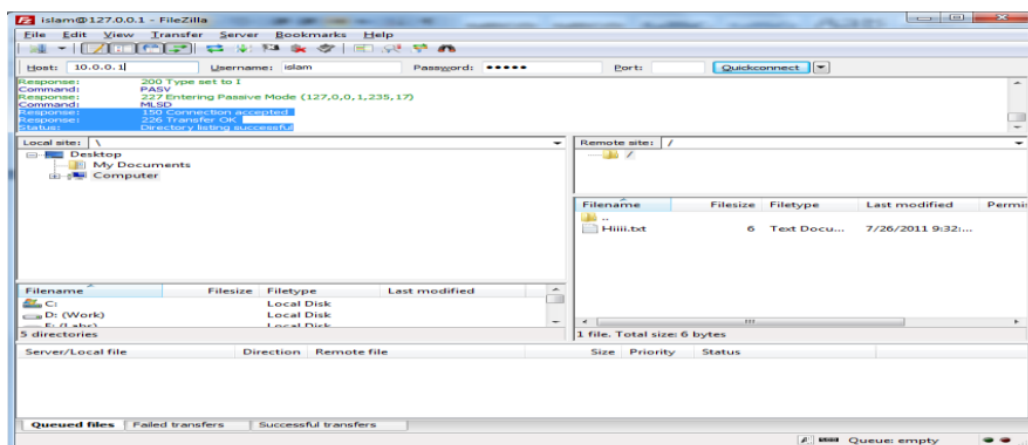 islam@127.0.0.1 - FileZilla
File Edit View Transfer Server Bookmarks Help
Host: 10.0.0.1 Username: islam Password: ●●●●● Port: Quickconnect
Response: 200 Type set to I
Command: PASV
Response: 227 Entering Passive Mode (127,0,0,1,235,17)
Command: MLSD
Response: 150 Connection accepted
Response: 226 Transfer OK
Status: Directory listing successful
Local site: \
Desktop
My Documents
Computer
Remote site: /
/
Filename Filesize Filetype Last modified Permis
..
Hiiii.txt 6 Text Docu... 7/26/2011 9:32:...
Filename Filesize Filetype Last modified
C: Local Disk
D: (Work) Local Disk
E: (Labs) Local Disk
5 directories
1 file. Total size: 6 bytes
Server/Local file Direction Remote file Size Priority Status
Queued files Failed transfers Successful transfers
Queue: empty